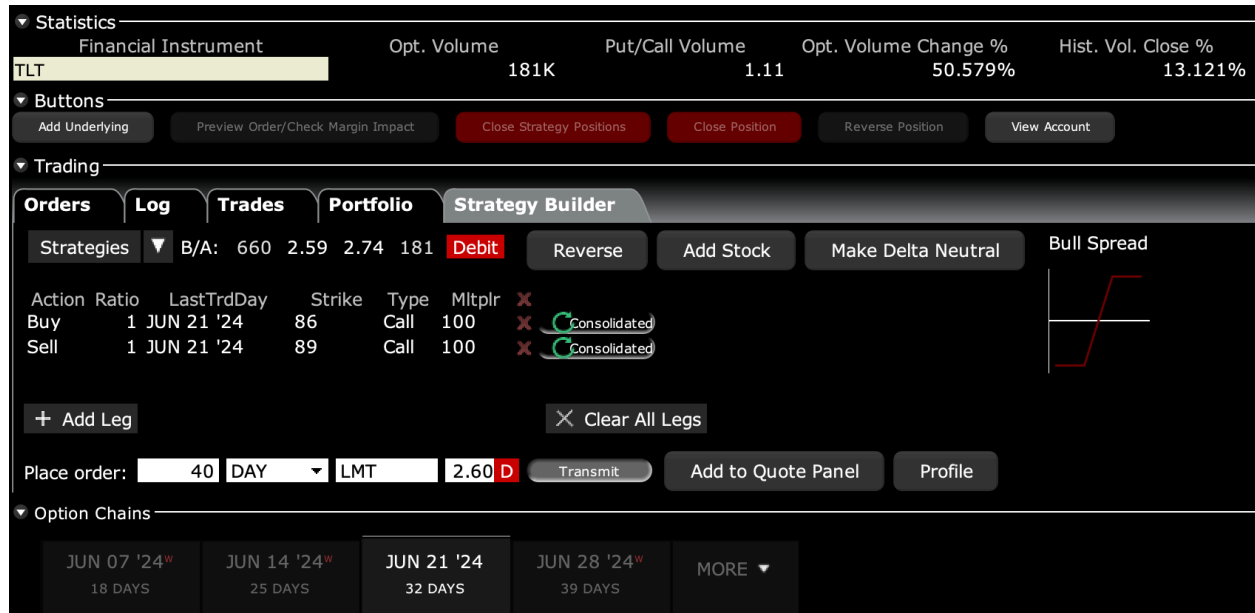 Statistics
Financial Instrument Opt. Volume Put/Call Volume Opt. Volume Change % Hist. Vol. Close %
TLT 181K 1.11 50.579% 13.121%
Buttons
Add Underlying Preview Order/Check Margin Impact Close Strategy Positions Close Position Reverse Position View Account
Trading
Orders Log Trades Portfolio Strategy Builder
Strategies B/A: 660 2.59 2.74 181 Debit Reverse Add Stock Make Delta Neutral Bull Spread
Action Ratio LastTrdDay Strike Type Mltplr
Buy 1 JUN 21 '24 86 Call 100 Consolidated
Sell 1 JUN 21 '24 89 Call 100 Consolidated
+ Add Leg Clear All Legs
Place order: 40 DAY LMT 2.60 D Transmit Add to Quote Panel Profile
Option Chains
JUN 07 '24W JUN 14 '24W JUN 21 '24 JUN 28 '24W MORE
18 DAYS 25 DAYS 32 DAYS 39 DAYS